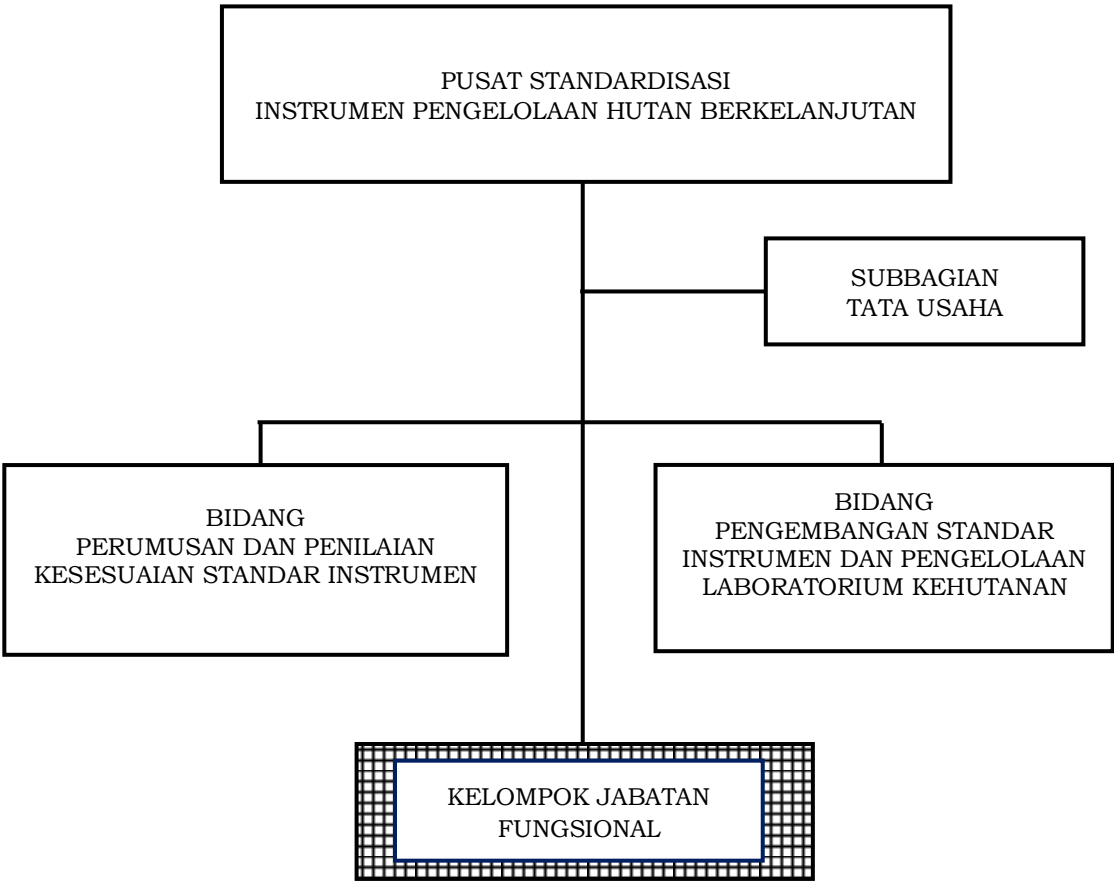 PUSAT STANDARDISASI
INSTRUMEN PENGELOLAAN HUTAN BERKELANJUTAN
SUBBAGIAN
TATA USAHA
BIDANG
PERUMUSAN DAN PENILAIAN
KESESUAIAN STANDAR INSTRUMEN
BIDANG
PENGEMBANGAN STANDAR
INSTRUMEN DAN PENGELOLAAN
LABORATORIUM KEHUTANAN
KELOMPOK JABATAN
FUNGSIONAL